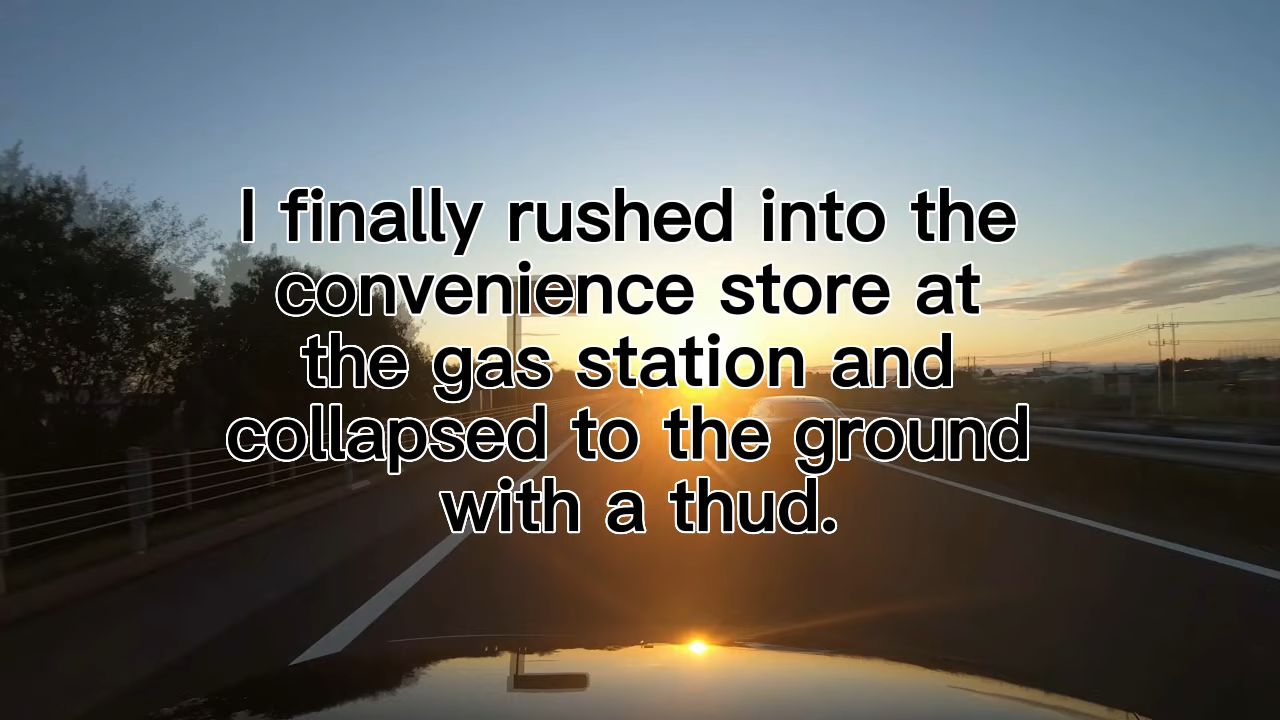 I finally rushed into the
convenience store at
the gas station and
collapsed to the ground
with a thud.